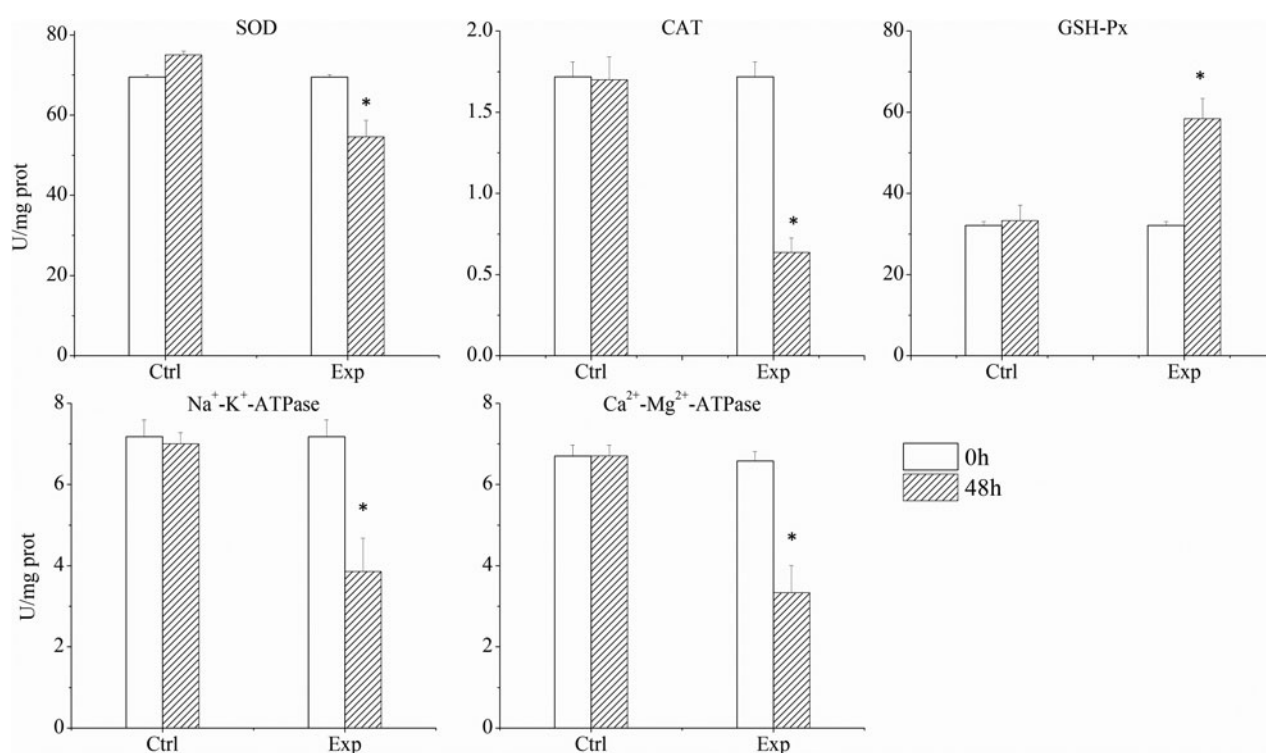 SOD
CAT
GSH-Px
80
60
40
20
0
U/mg prot
*
Ctrl
Exp
2.0
1.5
1.0
0.5
0.0
*
Ctrl
Exp
80
60
40
20
0
*
Ctrl
Exp
Na⁺-K⁺-ATPase
Ca²⁺-Mg²⁺-ATPase
8
6
4
2
0
U/mg prot
*
Ctrl
Exp
8
6
4
2
0
*
Ctrl
Exp
0h
48h